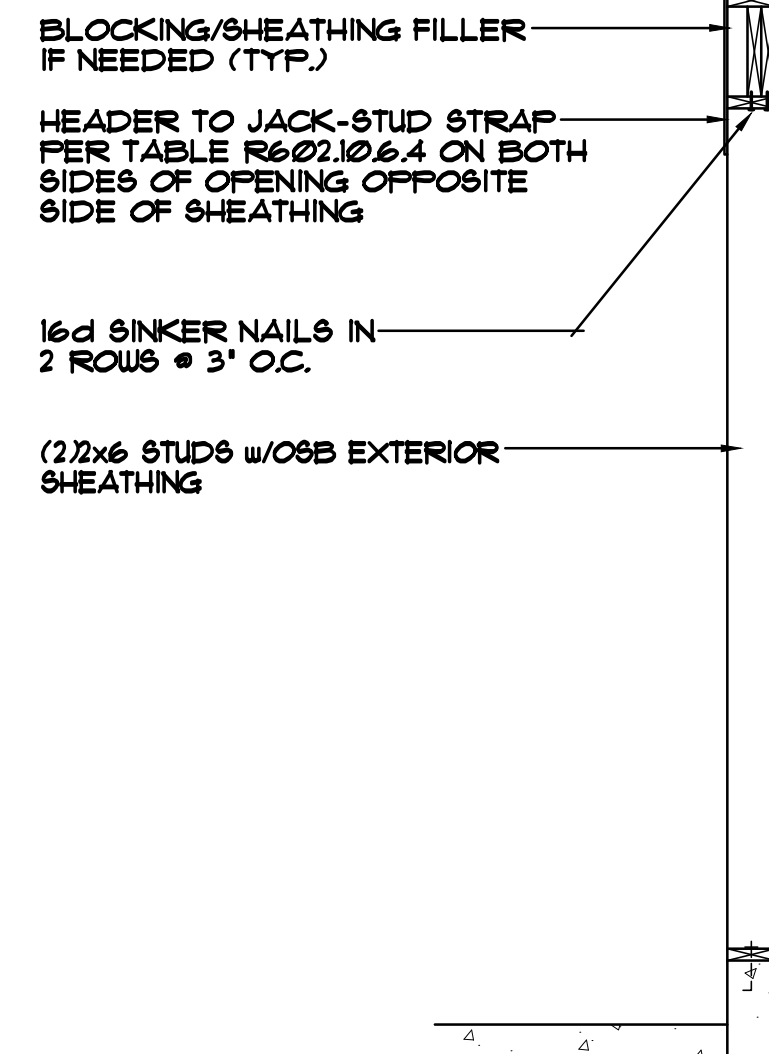 BLOCKING/SHEATHING FILLER
IF NEEDED (TYP.)
HEADER TO JACK-STUD STRAP
PER TABLE R602.10.6.4 ON BOTH
SIDES OF OPENING OPPOSITE
SIDE OF SHEATHING
16d SINKER NAILS IN
2 ROWS @ 3" O.C.
(2)2x6 STUDS w/OSB EXTERIOR
SHEATHING